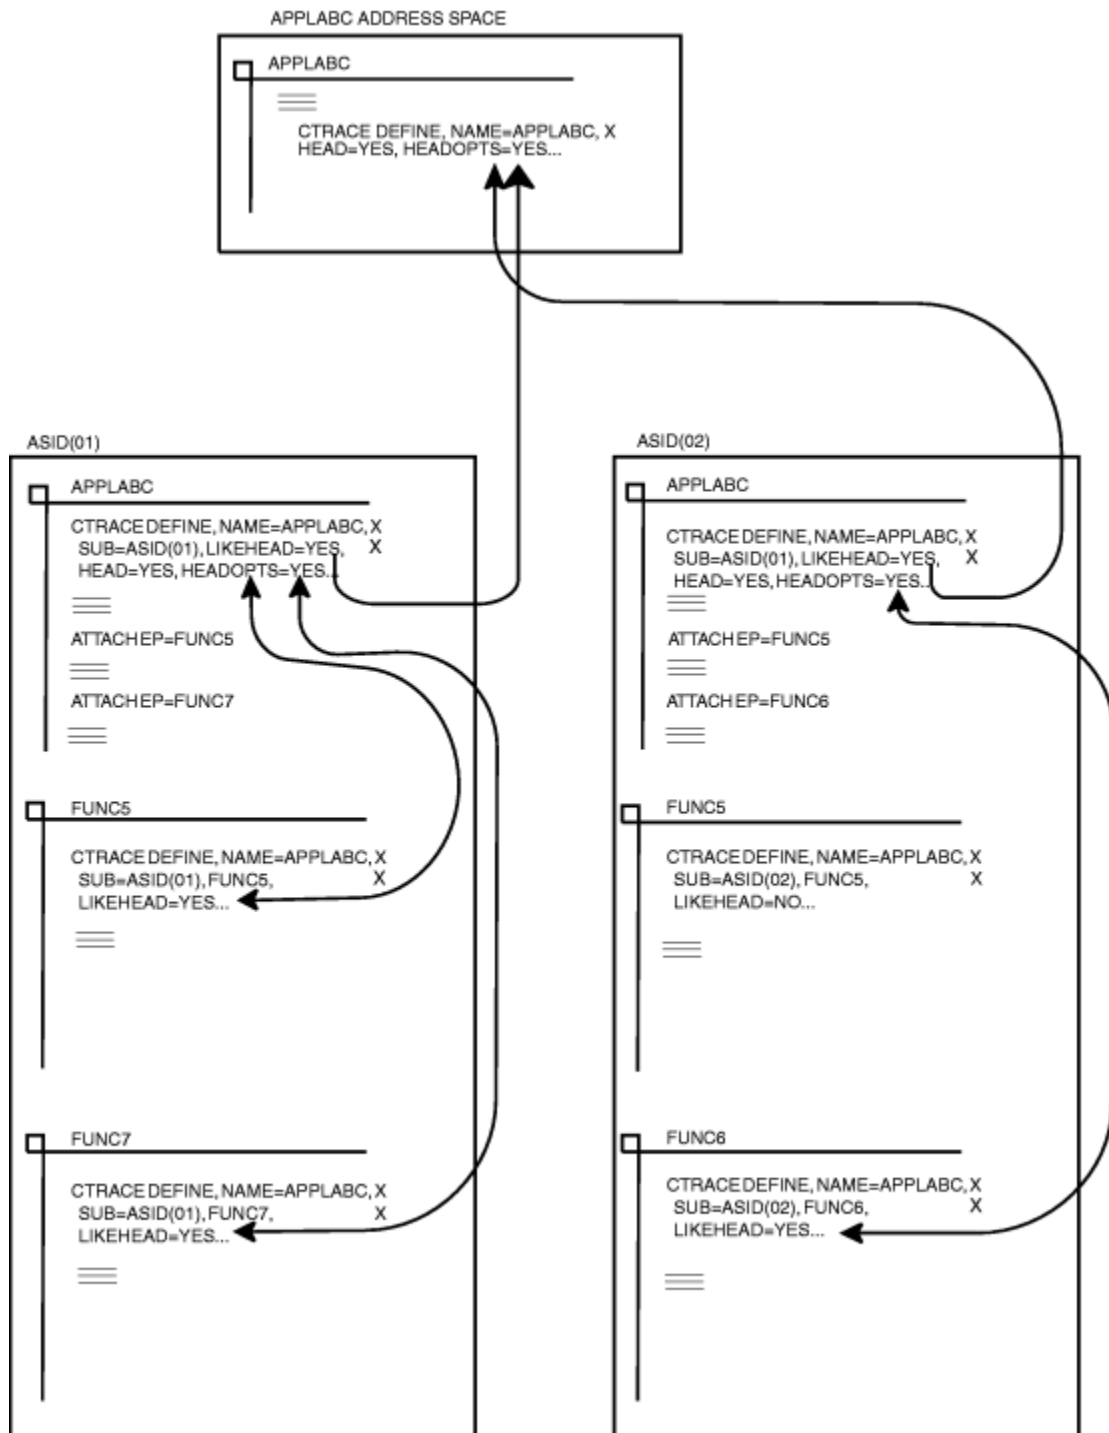 APPLABC ADDRESS SPACE
APPLABC
CTRACE DEFINE, NAME=APPLABC, X
HEAD=YES, HEADOPTS=YES...
ASID(01)
APPLABC
CTRACE DEFINE, NAME=APPLABC, X
SUB=ASID(01), LIKEHEAD=YES, X
HEAD=YES, HEADOPTS=YES...
ATTACH EP=FUNC5
ATTACH EP=FUNC7
FUNC5
CTRACE DEFINE, NAME=APPLABC, X
SUB=ASID(01), FUNC5, X
LIKEHEAD=YES...
FUNC7
CTRACE DEFINE, NAME=APPLABC, X
SUB=ASID(01), FUNC7, X
LIKEHEAD=YES...
ASID(02)
APPLABC
CTRACE DEFINE, NAME=APPLABC, X
SUB=ASID(01), LIKEHEAD=YES, X
HEAD=YES, HEADOPTS=YES...
ATTACH EP=FUNC5
ATTACH EP=FUNC6
FUNC5
CTRACE DEFINE, NAME=APPLABC, X
SUB=ASID(02), FUNC5, X
LIKEHEAD=NO...
FUNC6
CTRACE DEFINE, NAME=APPLABC, X
SUB=ASID(02), FUNC6, X
LIKEHEAD=YES...